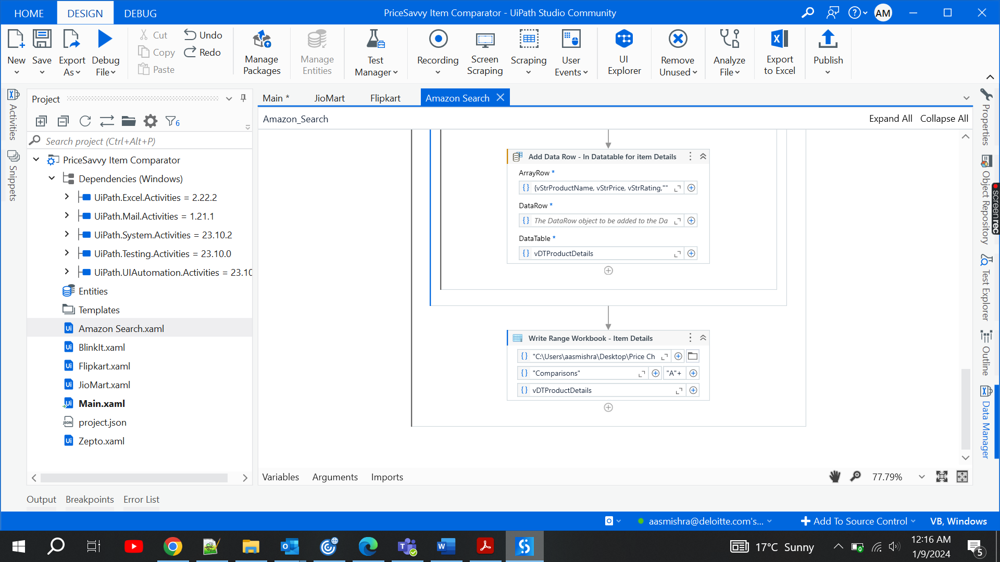 HOME DESIGN DEBUG
PriceSavvy Item Comparator - UiPath Studio Community
AM
New
Save
Export As
Debug File
Cut
Copy
Paste
Undo
Redo
Manage Packages
Manage Entities
Test Manager
Recording
Screen Scraping
Scraping
User Events
UI Explorer
Remove Unused
Analyze File
Export to Excel
Publish
Activities
Snippets
Project
6
Search project (Ctrl+Alt+P)
PriceSavvy Item Comparator
Dependencies (Windows)
UiPath.Excel.Activities = 2.22.2
UiPath.Mail.Activities = 1.21.1
UiPath.System.Activities = 23.10.2
UiPath.Testing.Activities = 23.10.0
UiPath.UIAutomation.Activities = 23.10
Entities
Templates
Amazon Search.xaml
BlinkIt.xaml
Flipkart.xaml
JioMart.xaml
Main.xaml
project.json
Zepto.xaml
Main * JioMart Flipkart Amazon Search
Amazon_Search
Expand All Collapse All
Add Data Row - In Datatable for item Details
ArrayRow *
{} {vStrProductName, vStrPrice, vStrRating,""
DataRow *
{} The DataRow object to be added to the Da
DataTable *
{} vDTProductDetails
Write Range Workbook - Item Details
{} "C:\Users\aasmishra\Desktop\Price Ch
{} "Comparisons" "A"+
{} vDTProductDetails
Variables Arguments Imports
77.79%
Properties
Object Repository
Test Explorer
Outline
Data Manager
screenrec
Output Breakpoints Error List
aasmishra@deloitte.com's...
Add To Source Control
VB, Windows
17°C Sunny
12:16 AM
1/9/2024
5